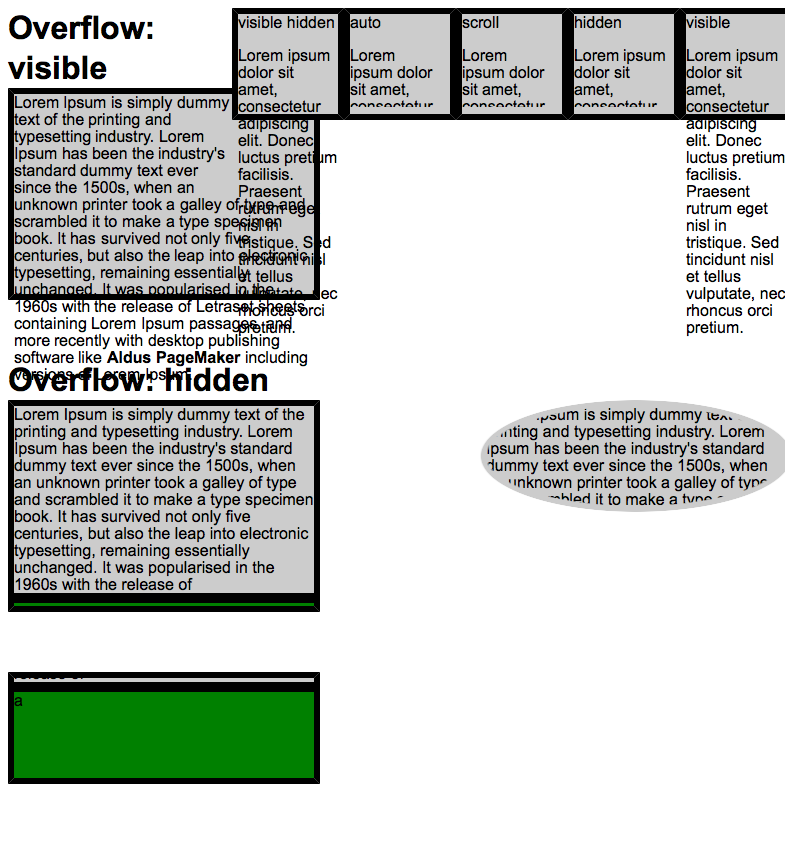 Overflow:
visible
Lorem Ipsum is simply dummy
text of the printing and
typesetting industry. Lorem
Ipsum has been the industry's
standard dummy text ever
since the 1500s, when an
unknown printer took a galley of type and
scrambled it to make a type specimen
book. It has survived not only five
centuries, but also the leap into electronic
typesetting, remaining essentially
unchanged. It was popularised in the
1960s with the release of Letraset sheets
containing Lorem Ipsum passages, and
more recently with desktop publishing
software like Aldus PageMaker including
versions of Lorem Ipsum.
visible hidden
Lorem ipsum
dolor sit
amet,
consectetur
adipiscing
elit. Donec
luctus pretium
facilisis.
Praesent
rutrum eget
nisl in
tristique. Sed
tincidunt nisl
et tellus
vulputate, nec
rhoncus orci
pretium.
auto
Lorem
ipsum dolor
sit amet,
consectetur
scroll
Lorem
ipsum dolor
sit amet,
consectetur
hidden
Lorem ipsum
dolor sit
amet,
consectetur
visible
Lorem ipsum
dolor sit
amet,
consectetur
adipiscing
elit. Donec
luctus pretium
facilisis.
Praesent
rutrum eget
nisl in
tristique. Sed
tincidunt nisl
et tellus
vulputate, nec
rhoncus orci
pretium.
Overflow: hidden
Lorem Ipsum is simply dummy text of the
printing and typesetting industry. Lorem
Ipsum has been the industry's standard
dummy text ever since the 1500s, when
an unknown printer took a galley of type
and scrambled it to make a type specimen
book. It has survived not only five
centuries, but also the leap into electronic
typesetting, remaining essentially
unchanged. It was popularised in the
1960s with the release of
Ipsum is simply dummy text
printing and typesetting industry. Lorem
Ipsum has been the industry's standard
dummy text ever since the 1500s, when
unknown printer took a galley of type
scrambled it to make a type
a